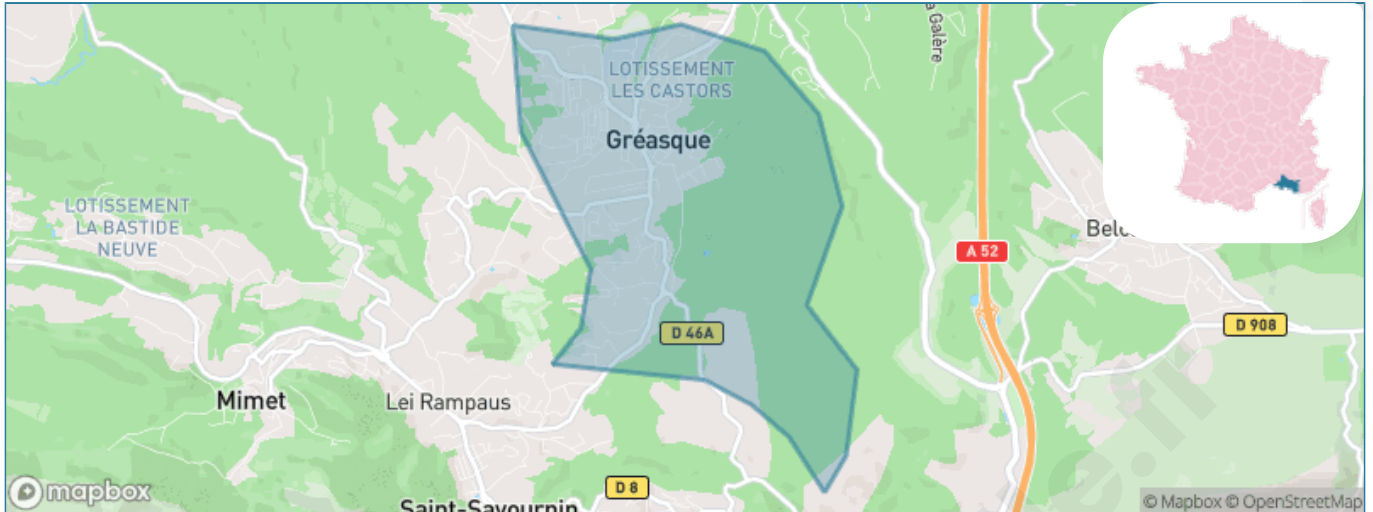 a Galère
LOTISSEMENT
LES CASTORS
Gréasque
LOTISSEMENT
LA BASTIDE
NEUVE
Belc
A 52
D 46A
D 908
Mimet
Lei Rampaus
D 8
Saint-Savournin
mapbox
© Mapbox © OpenStreetMap